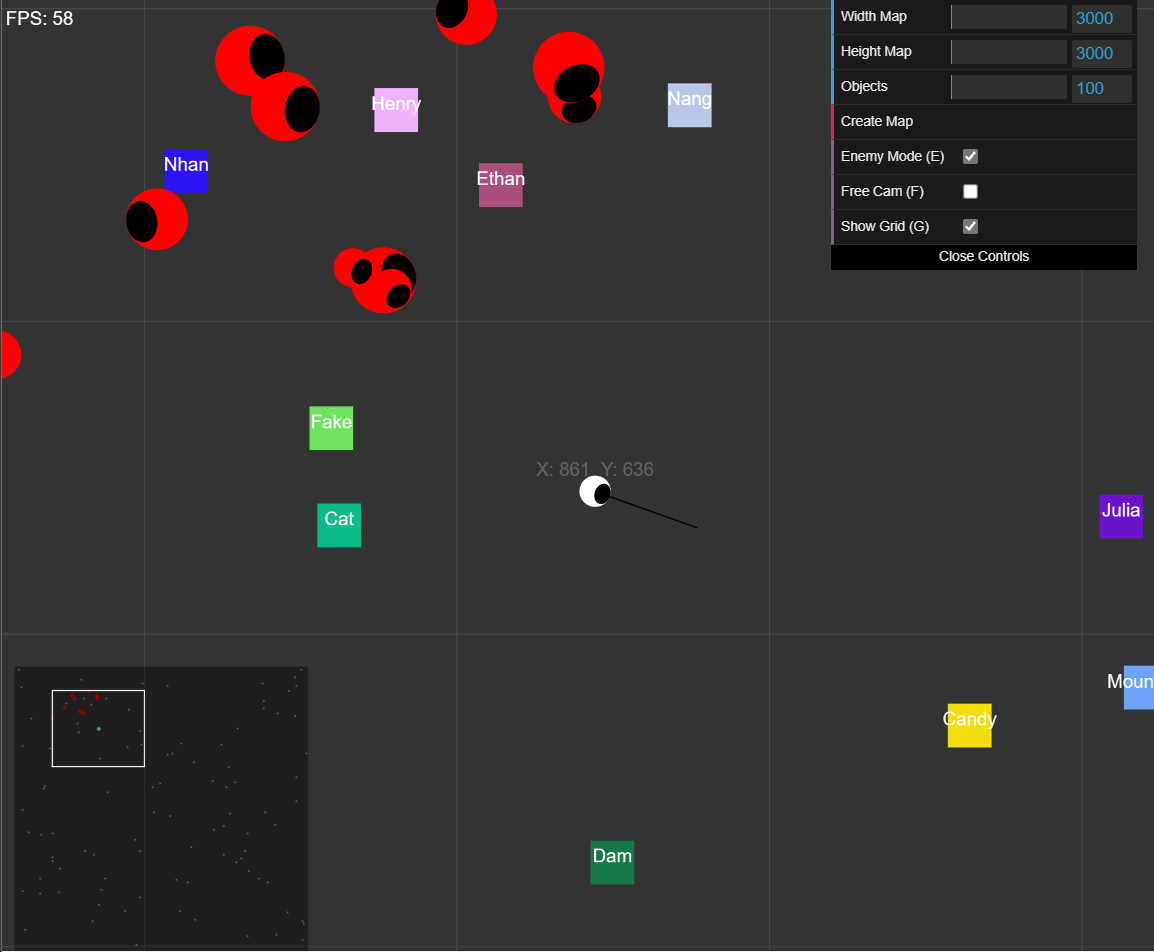 FPS: 58
Width Map 3000
Height Map 3000
Objects 100
Create Map
Enemy Mode (E)
Free Cam (F)
Show Grid (G)
Close Controls
Henry
Nang
Nhan
Ethan
Fake
X: 861 Y: 636
Cat
Julia
Moun
Candy
Dam